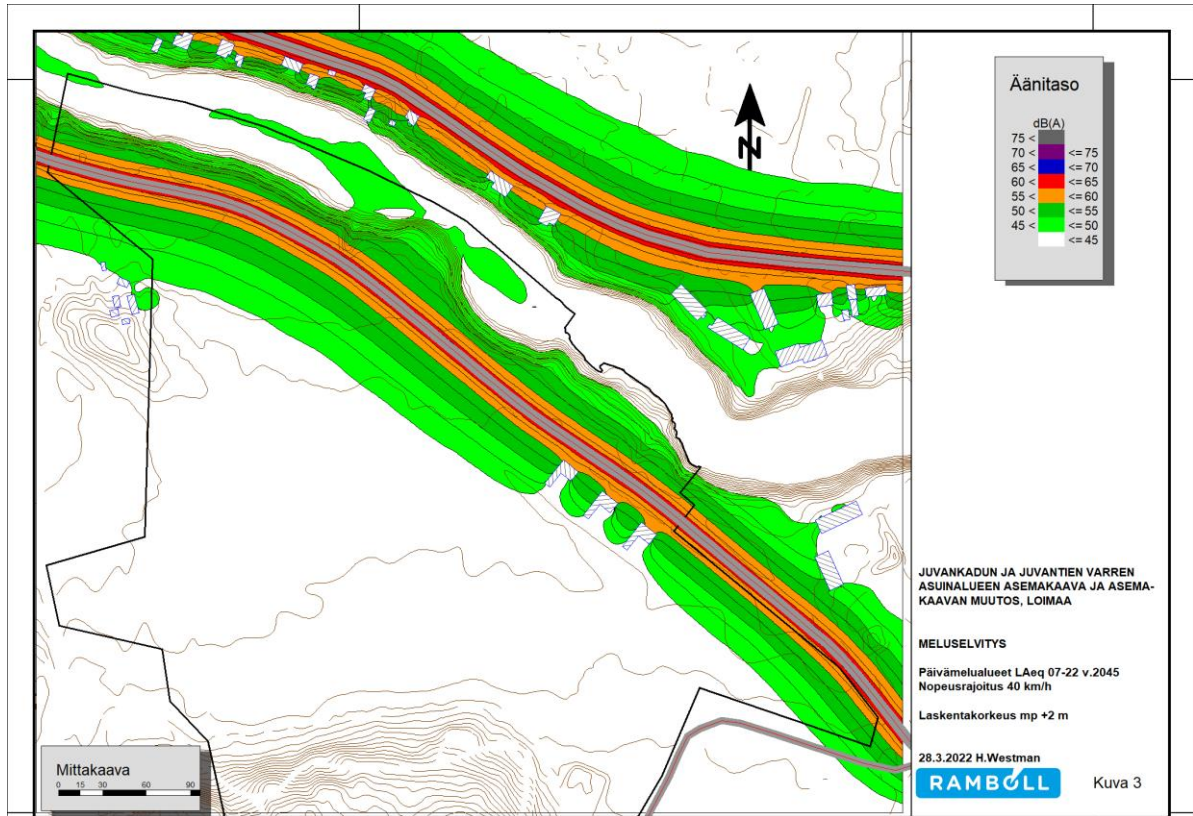 Äänitaso
dB(A)
75 <
70 < <= 75
65 < <= 70
60 < <= 65
55 < <= 60
50 < <= 55
45 < <= 50
<= 45
N
JUVANKADUN JA JUVANTIEN VARREN
ASUINALUEEN ASEMAKAAVA JA ASEMA-
KAAVAN MUUTOS, LOIMAA
MELUSELVITYS
Päivämelualueet LAeq 07-22 v.2045
Nopeusrajoitus 40 km/h
Laskentakorkeus mp +2 m
28.3.2022 H.Westman
RAMBOLL
Kuva 3
Mittakaava
0 15 30 60 90